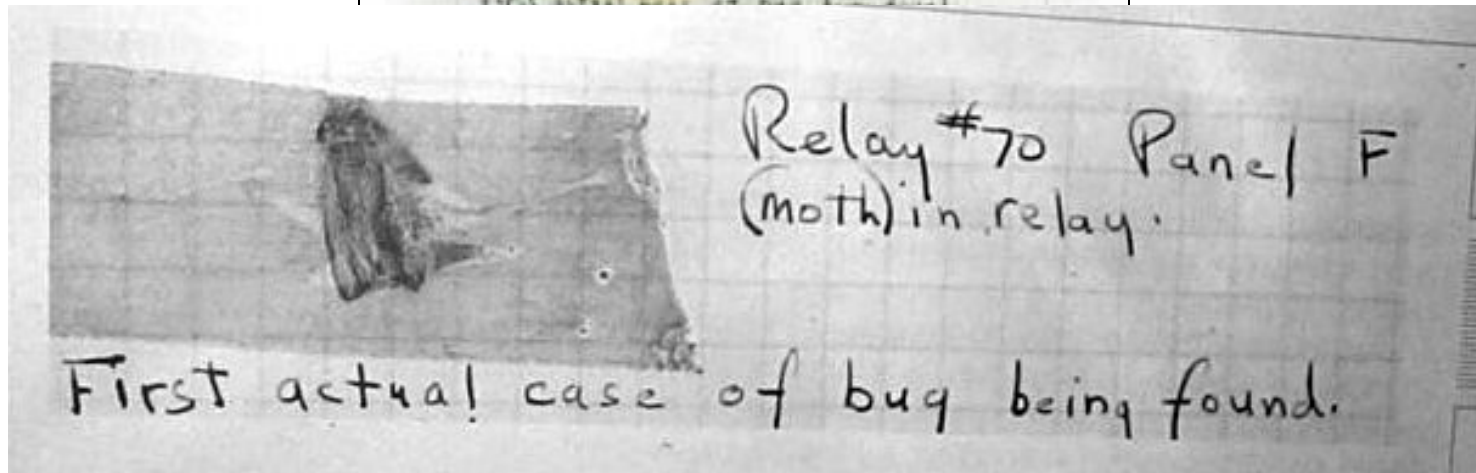 Relay #70 Panel F
(moth) in relay.
First actual case of bug being found.